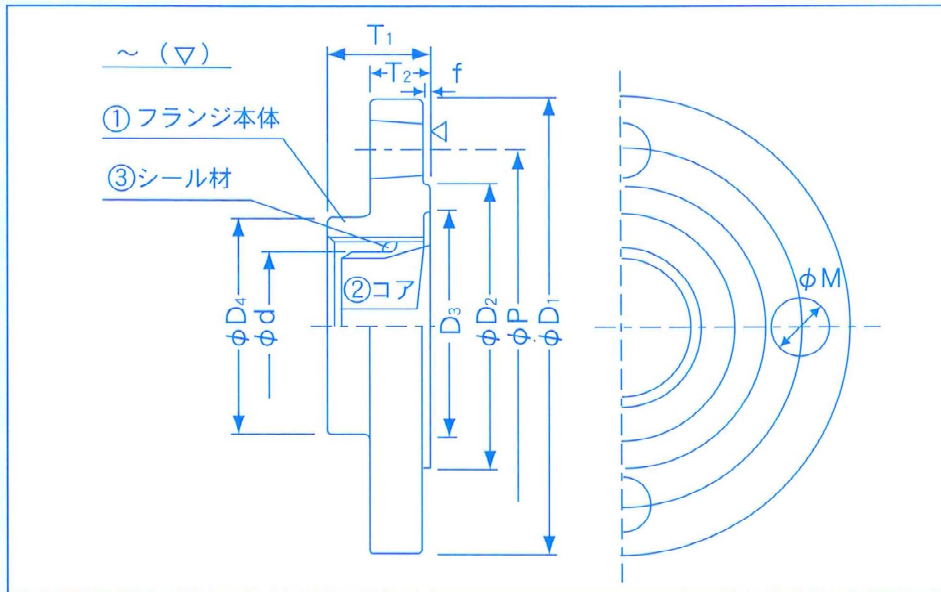 ～（▽）
T₁
T₂
f
①フランジ本体
③シール材
②コア
φD₄
φd
D₃
φD₂
φP
φD₁
φM